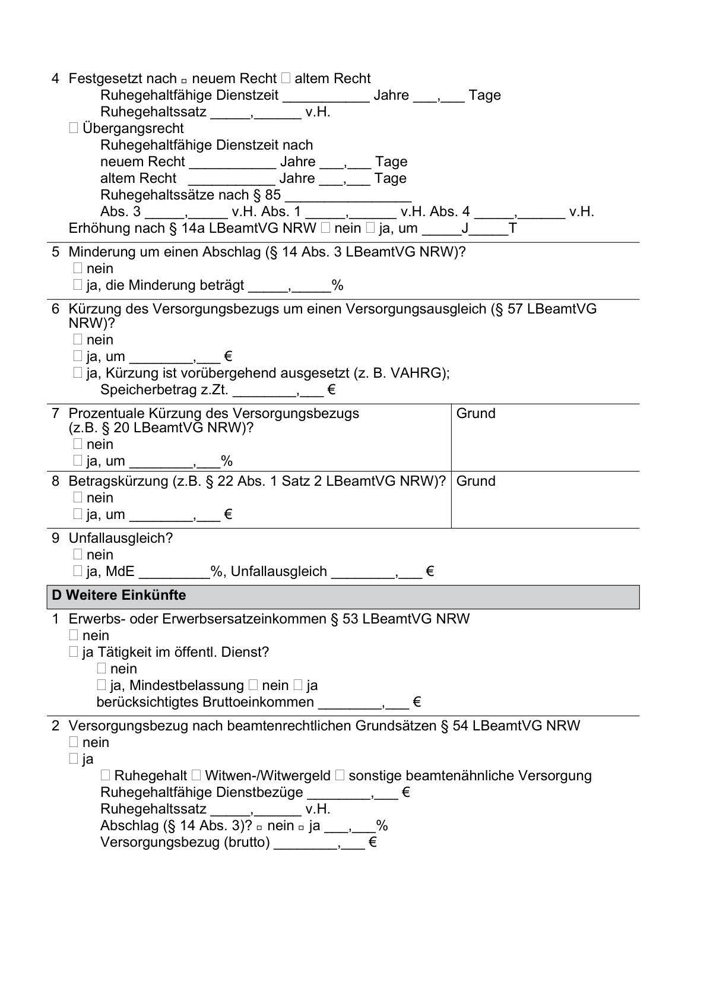 4 Festgesetzt nach □ neuem Recht □ altem Recht
Ruhegehaltfähige Dienstzeit ___________ Jahre ___,___ Tage
Ruhegehaltssatz _____,______ v.H.
□ Übergangsrecht
Ruhegehaltfähige Dienstzeit nach
neuem Recht ___________ Jahre ___,___ Tage
altem Recht ___________ Jahre ___,___ Tage
Ruhegehaltssätze nach § 85 ________________
Abs. 3 _____,_____ v.H. Abs. 1 _____,______ v.H. Abs. 4 _____,______ v.H.
Erhöhung nach § 14a LBeamtVG NRW □ nein □ ja, um _____J_____T
5 Minderung um einen Abschlag (§ 14 Abs. 3 LBeamtVG NRW)?
□ nein
□ ja, die Minderung beträgt _____,_____%
6 Kürzung des Versorgungsbezugs um einen Versorgungsausgleich (§ 57 LBeamtVG
NRW)?
□ nein
□ ja, um ________,___ €
□ ja, Kürzung ist vorübergehend ausgesetzt (z. B. VAHRG);
Speicherbetrag z.Zt. ________,___ €
7 Prozentuale Kürzung des Versorgungsbezugs
(z.B. § 20 LBeamtVG NRW)?
□ nein
□ ja, um ________,___%
Grund
8 Betragskürzung (z.B. § 22 Abs. 1 Satz 2 LBeamtVG NRW)?
□ nein
□ ja, um ________,___ €
Grund
9 Unfallausgleich?
□ nein
□ ja, MdE _________%, Unfallausgleich ________,___ €
D Weitere Einkünfte
1 Erwerbs- oder Erwerbsersatzeinkommen § 53 LBeamtVG NRW
□ nein
□ ja Tätigkeit im öffentl. Dienst?
□ nein
□ ja, Mindestbelassung □ nein □ ja
berücksichtigtes Bruttoeinkommen ________,___ €
2 Versorgungsbezug nach beamtenrechtlichen Grundsätzen § 54 LBeamtVG NRW
□ nein
□ ja
□ Ruhegehalt □ Witwen-/Witwergeld □ sonstige beamtenähnliche Versorgung
Ruhegehaltfähige Dienstbezüge ________,___ €
Ruhegehaltssatz _____,______ v.H.
Abschlag (§ 14 Abs. 3)? □ nein □ ja ___,___%
Versorgungsbezug (brutto) ________,___ €